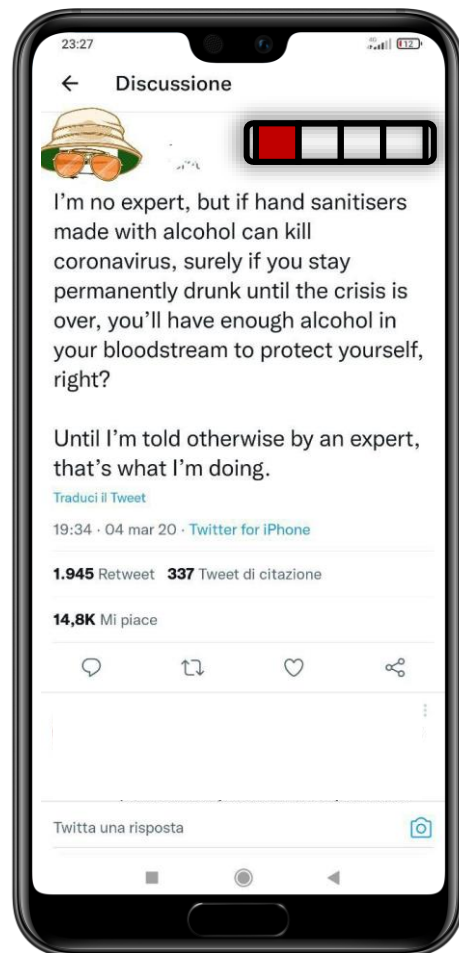 23:27
4G
12
Discussione
I'm no expert, but if hand sanitisers
made with alcohol can kill
coronavirus, surely if you stay
permanently drunk until the crisis is
over, you'll have enough alcohol in
your bloodstream to protect yourself,
right?
Until I'm told otherwise by an expert,
that's what I'm doing.
Traduci il Tweet
19:34 · 04 mar 20 · Twitter for iPhone
1.945 Retweet 337 Tweet di citazione
14,8K Mi piace
Twitta una risposta